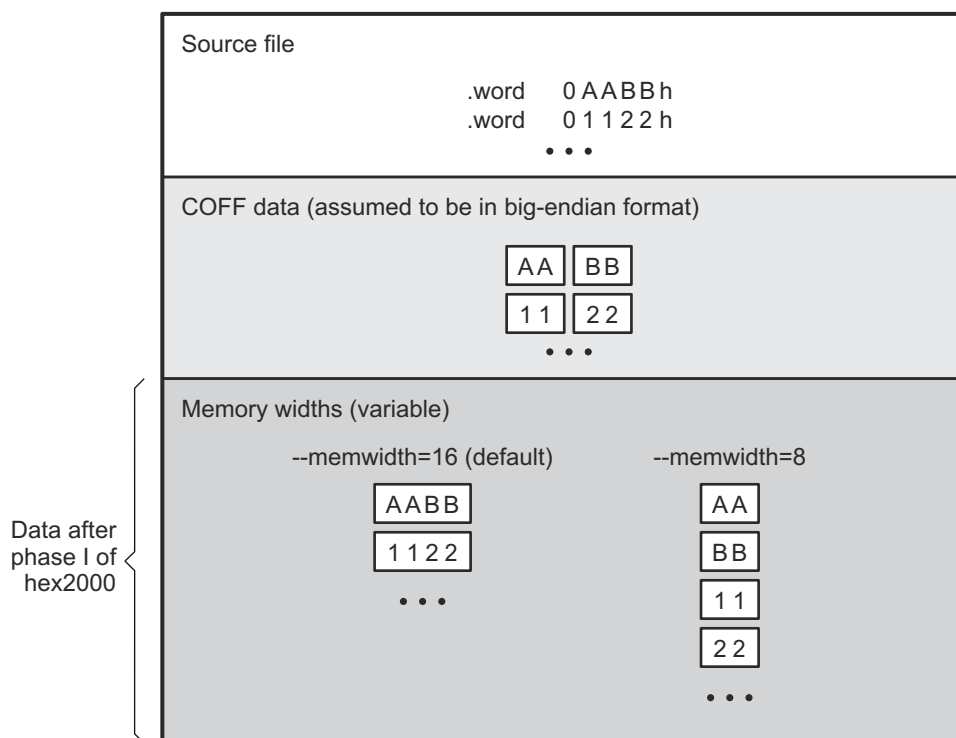 Source file
.word 0AABBh
.word 01122h
• • •
COFF data (assumed to be in big-endian format)
AA BB
11 22
• • •
Memory widths (variable)
--memwidth=16 (default) --memwidth=8
AABB AA
1122 BB
• • • 11
22
• • •
Data after
phase I of
hex2000